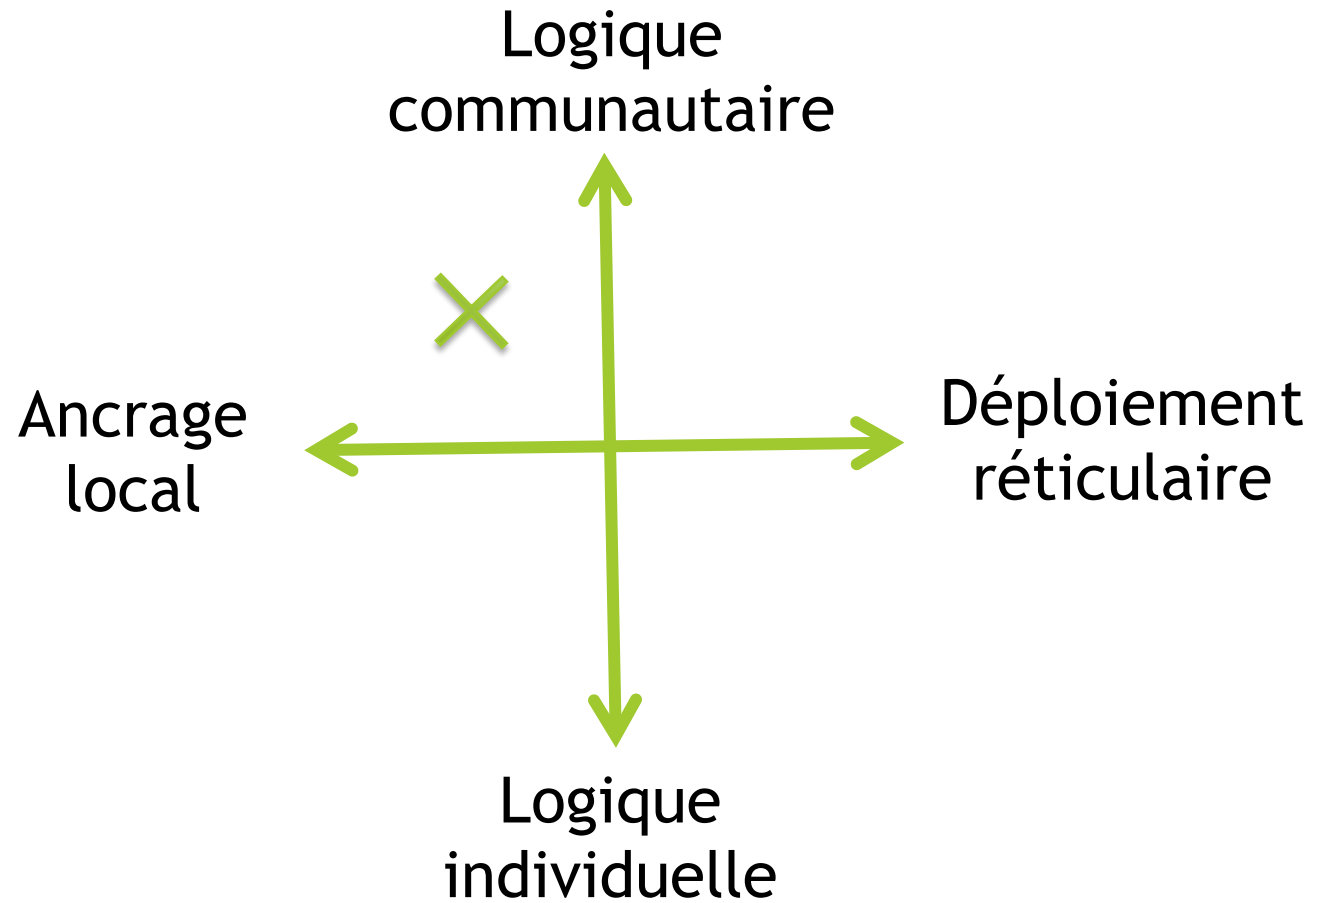 Logique
communautaire
Ancrage
local
Déploiement
réticulaire
Logique
individuelle